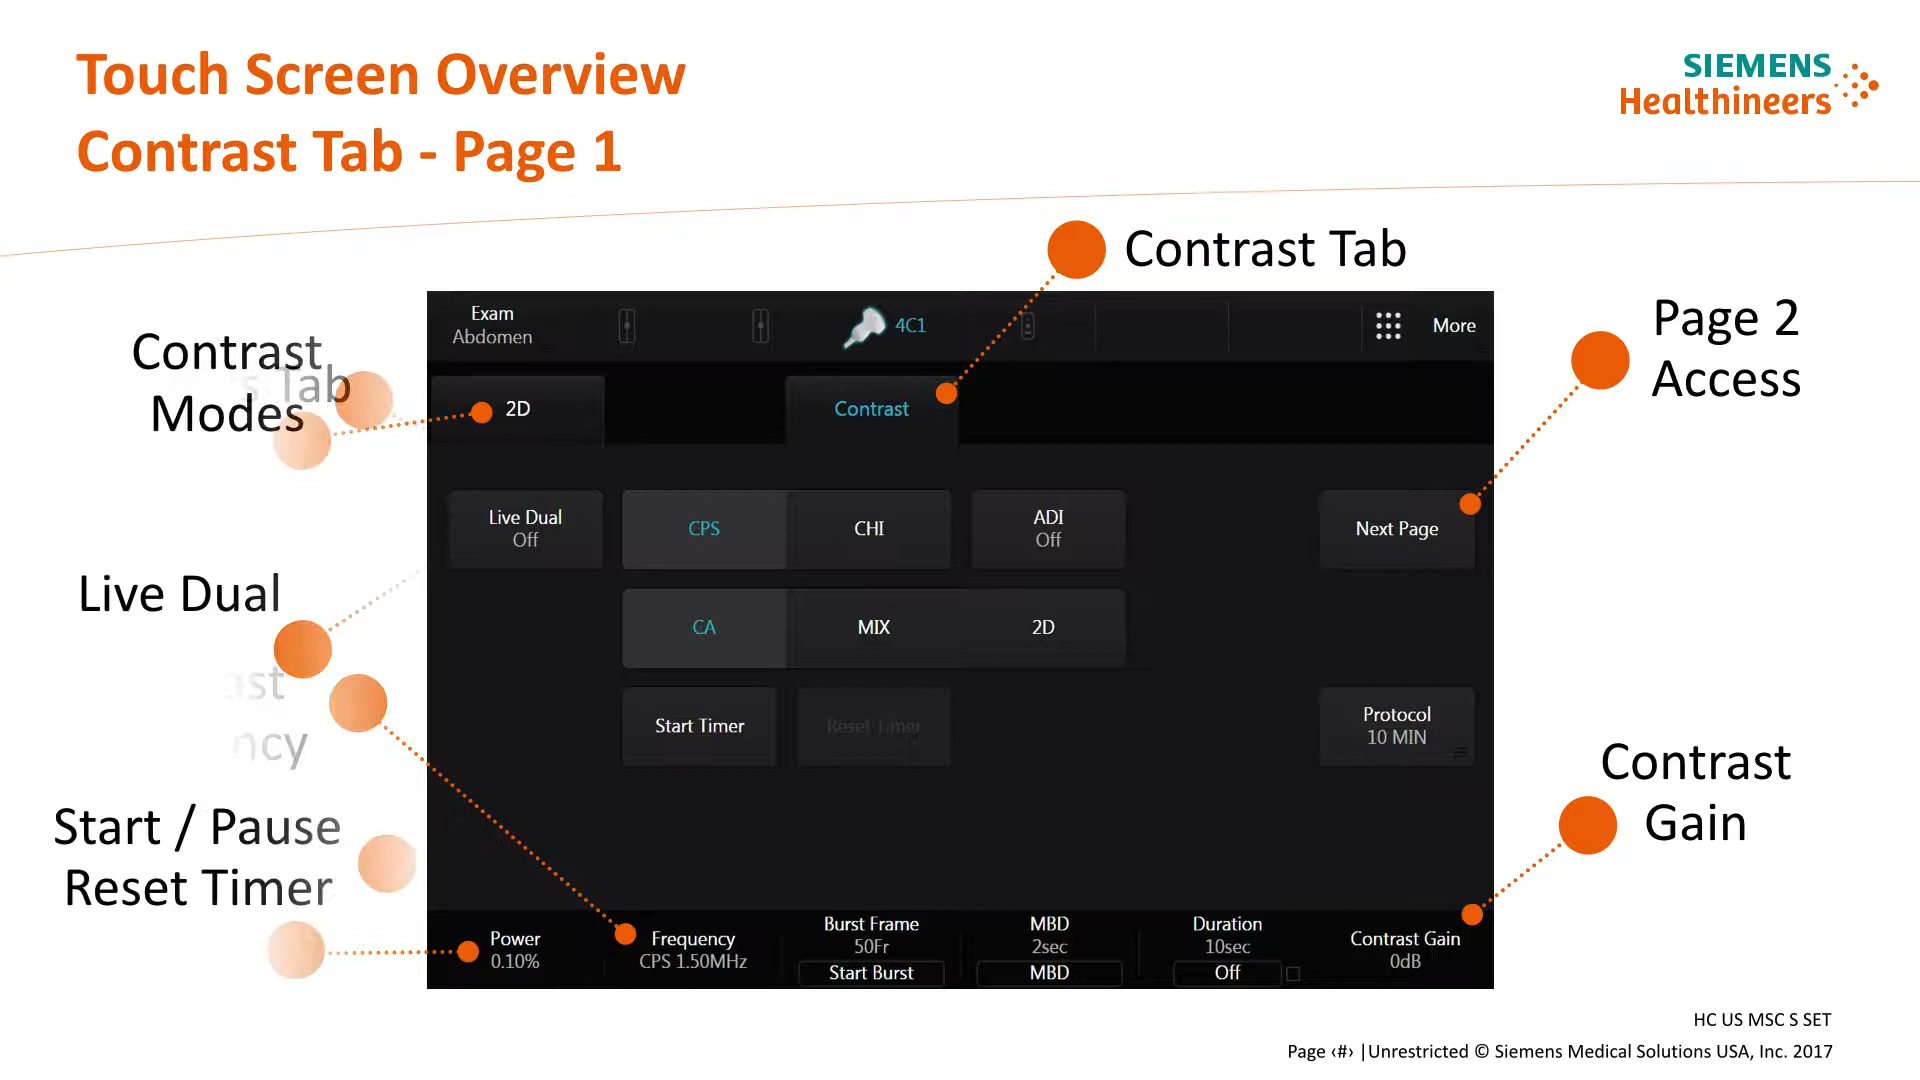 Touch Screen Overview
Contrast Tab - Page 1
SIEMENS
Healthineers
Contrast Tab
Page 2
Access
Contrast
Modes
Tab
Live Dual
Start / Pause
Reset Timer
Contrast
Gain
Exam
Abdomen
4C1
More
2D
Contrast
Live Dual
Off
CPS
CHI
ADI
Off
Next Page
CA
MIX
2D
Start Timer
Reset Timer
Protocol
10 MIN
Power
0.10%
Frequency
CPS 1.50MHz
Burst Frame
50Fr
Start Burst
MBD
2sec
MBD
Duration
10sec
Off
Contrast Gain
0dB
HC US MSC S SET
Page ‹#› |Unrestricted © Siemens Medical Solutions USA, Inc. 2017